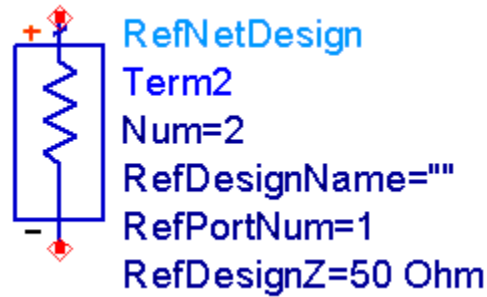 +
RefNetDesign
Term2
Num=2
RefDesignName=""
RefPortNum=1
−
RefDesignZ=50 Ohm